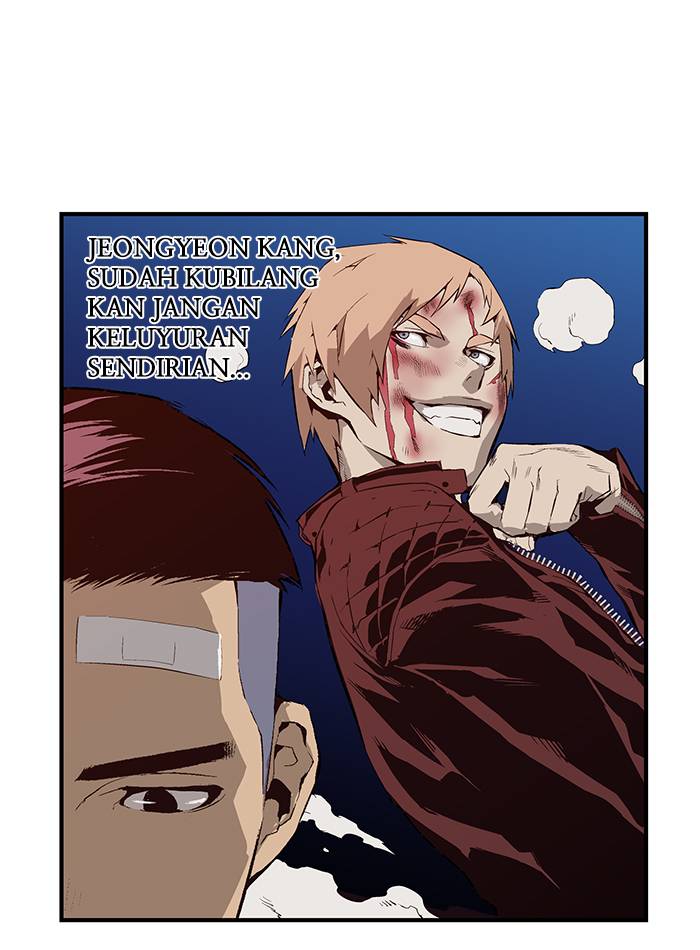 JEONGYEON KANG,
SUDAH KUBILANG
KAN JANGAN
KELUYURAN
SENDIRIAN...